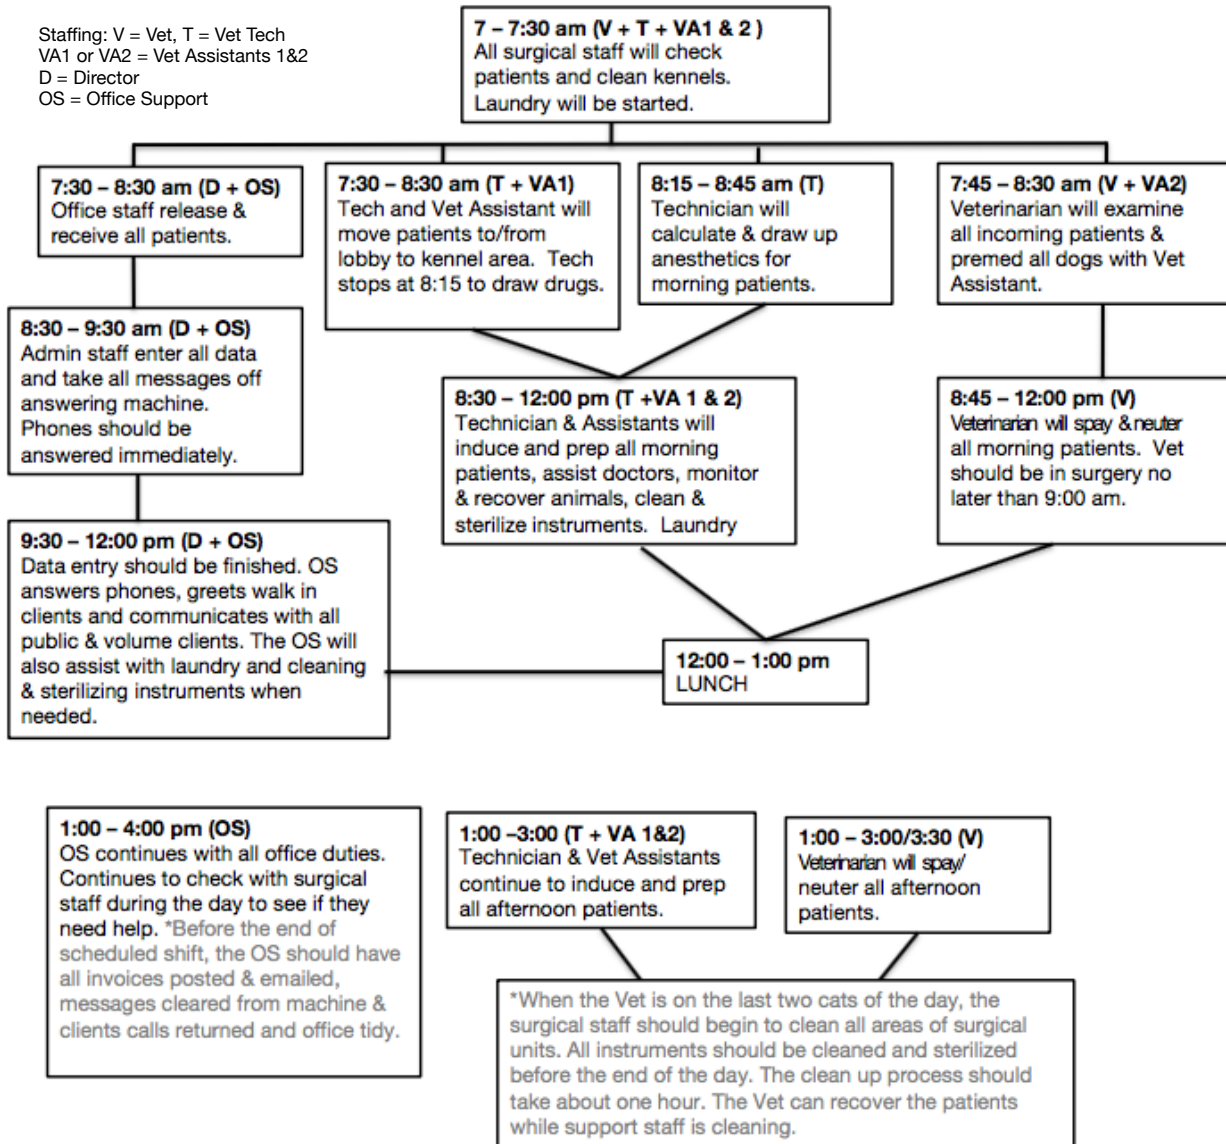 Staffing: V = Vet, T = Vet Tech
VA1 or VA2 = Vet Assistants 1&2
D = Director
OS = Office Support
7 – 7:30 am (V + T + VA1 & 2 )
All surgical staff will check
patients and clean kennels.
Laundry will be started.
7:30 – 8:30 am (D + OS)
Office staff release &
receive all patients.
7:30 – 8:30 am (T + VA1)
Tech and Vet Assistant will
move patients to/from
lobby to kennel area. Tech
stops at 8:15 to draw drugs.
8:15 – 8:45 am (T)
Technician will
calculate & draw up
anesthetics for
morning patients.
7:45 – 8:30 am (V + VA2)
Veterinarian will examine
all incoming patients &
premed all dogs with Vet
Assistant.
8:30 – 9:30 am (D + OS)
Admin staff enter all data
and take all messages off
answering machine.
Phones should be
answered immediately.
8:30 – 12:00 pm (T +VA 1 & 2)
Technician & Assistants will
induce and prep all morning
patients, assist doctors, monitor
& recover animals, clean &
sterilize instruments. Laundry
8:45 – 12:00 pm (V)
Veterinarian will spay & neuter
all morning patients. Vet
should be in surgery no
later than 9:00 am.
9:30 – 12:00 pm (D + OS)
Data entry should be finished. OS
answers phones, greets walk in
clients and communicates with all
public & volume clients. The OS will
also assist with laundry and cleaning
& sterilizing instruments when
needed.
12:00 – 1:00 pm
LUNCH
1:00 – 4:00 pm (OS)
OS continues with all office duties.
Continues to check with surgical
staff during the day to see if they
need help. *Before the end of
scheduled shift, the OS should have
all invoices posted & emailed,
messages cleared from machine &
clients calls returned and office tidy.
1:00 –3:00 (T + VA 1&2)
Technician & Vet Assistants
continue to induce and prep
all afternoon patients.
1:00 – 3:00/3:30 (V)
Veterinarian will spay/
neuter all afternoon
patients.
*When the Vet is on the last two cats of the day, the
surgical staff should begin to clean all areas of surgical
units. All instruments should be cleaned and sterilized
before the end of the day. The clean up process should
take about one hour. The Vet can recover the patients
while support staff is cleaning.